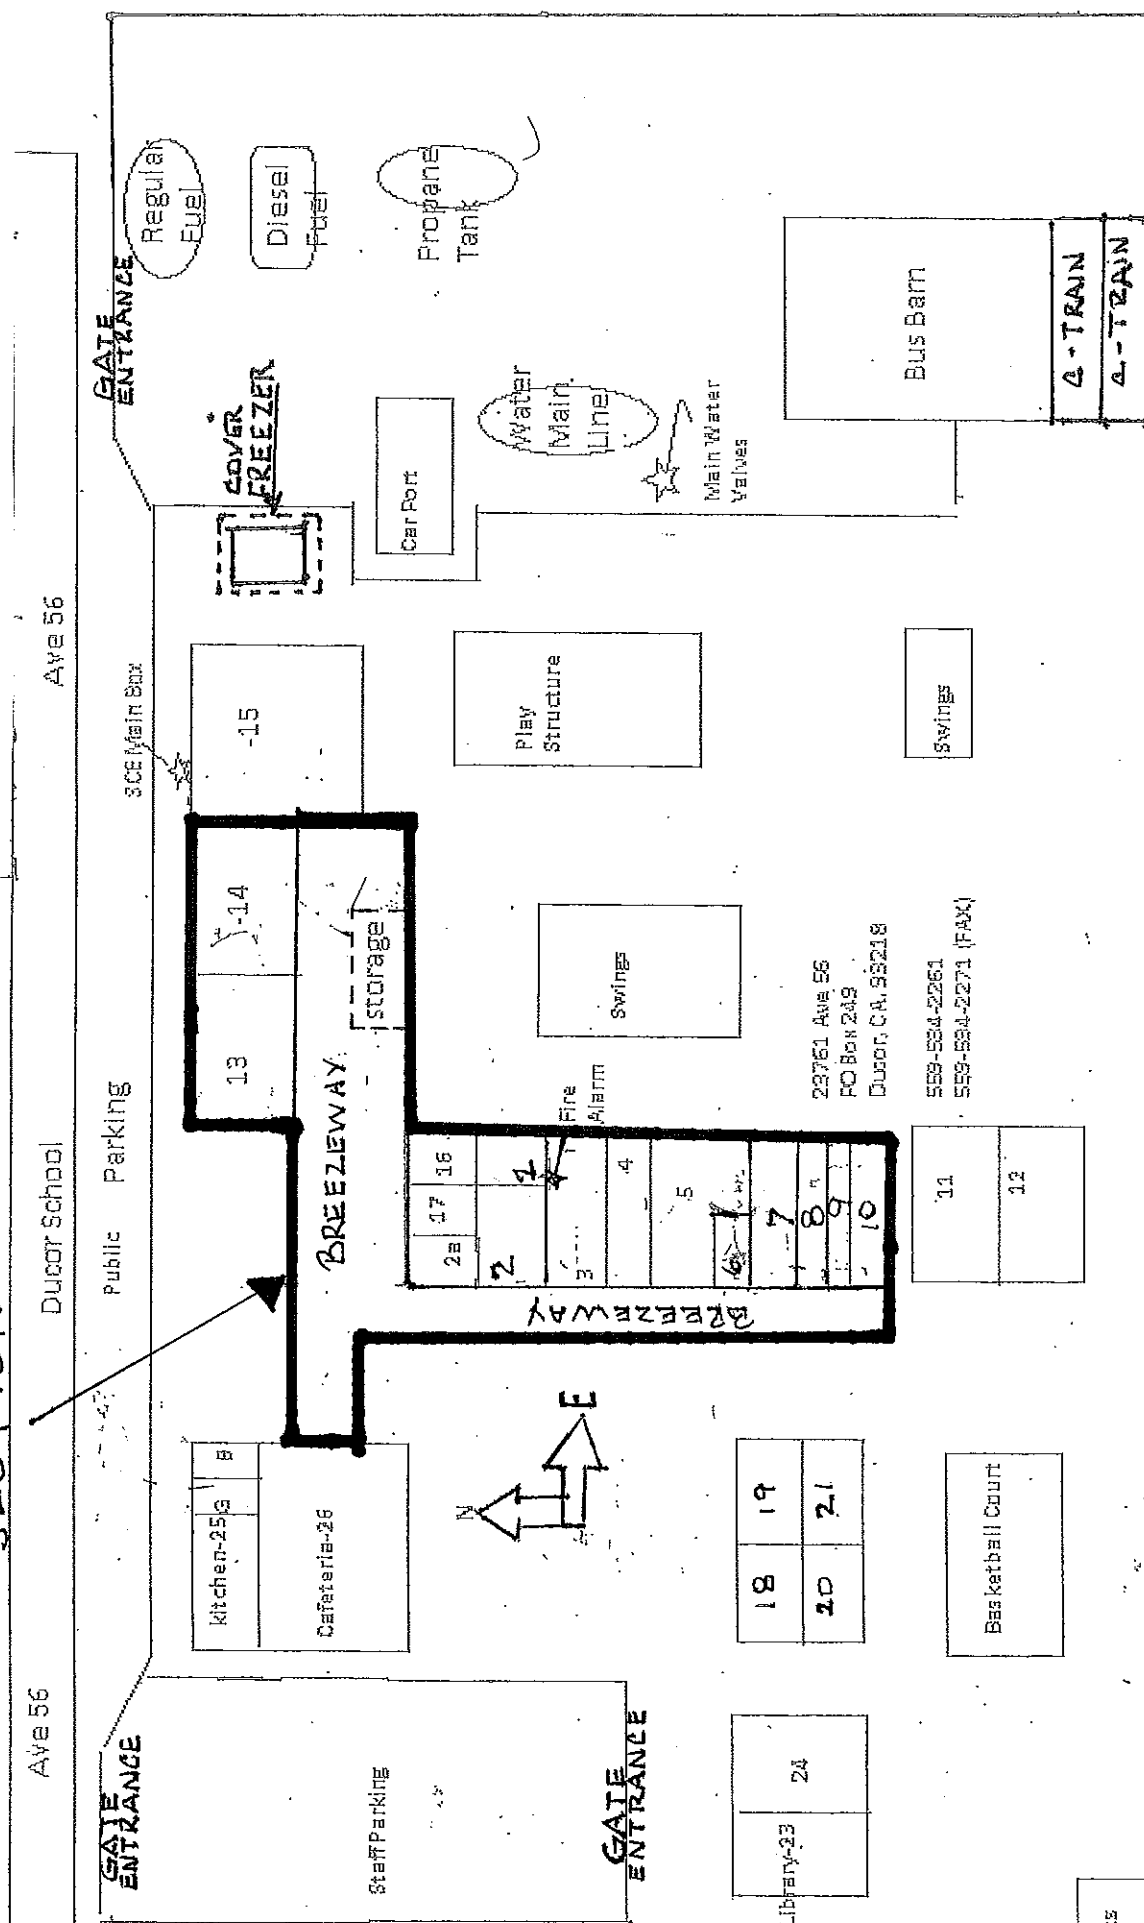 Ave 56
Ducor School
Ave 56
Public Parking
GATE
ENTRANCE
SCE Main Box
GATE
ENTRANCE
Regular
Fuel
kitchen-25
B
13
-14
-15
COVER
FREEZER
Diesel
Fuel
Cafeteria-26
BREEZEWAY
storage
Staff Parking
Car Port
Propane
Tank
N
E
2a
17
16
2
1
3
Fire
Alarm
4
5
6
7
8
9
10
BREEZEWAY
Play
Structure
Swings
Water
Main
Line
Main Water
Valves
GATE
ENTRANCE
18
19
20
21
Library-23
24
23761 Ave 56
PO Box 249
Ducor, CA, 93218
559-534-2261
559-534-2271 (FAX)
Swings
Bus Barn
Basketball Court
11
12
C-TRAIN
C-TRAIN